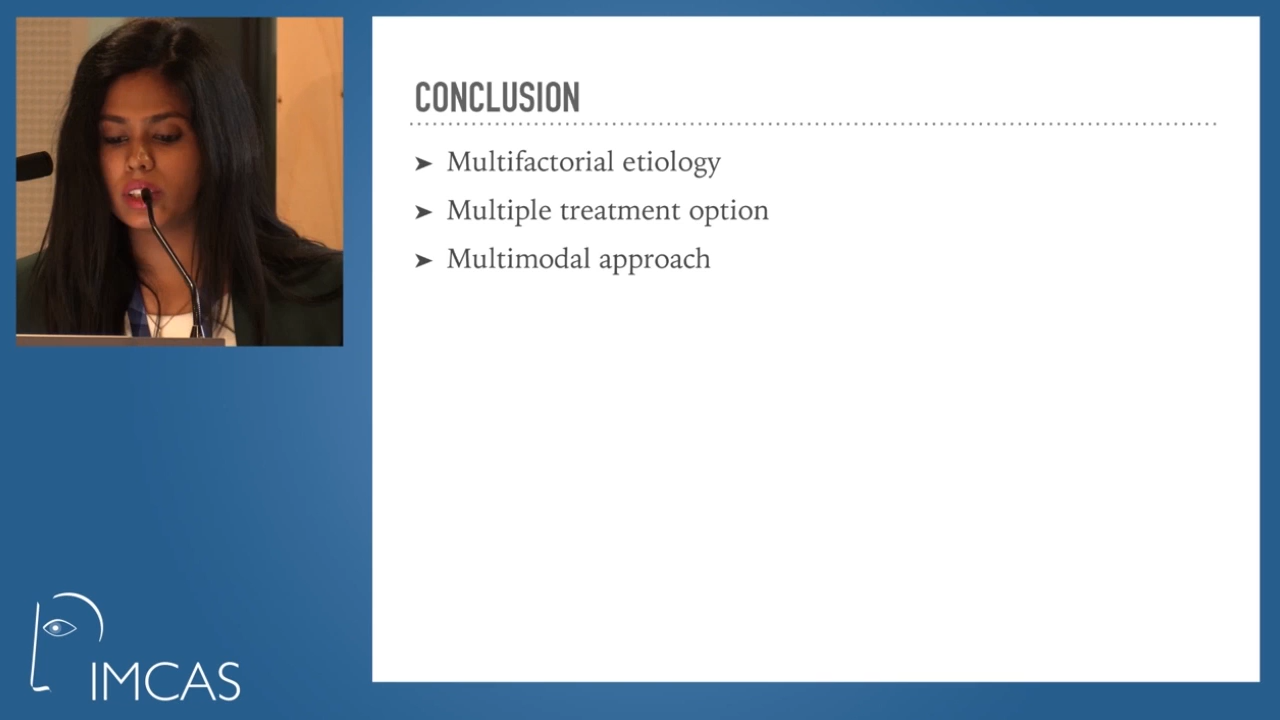 CONCLUSION
➤ Multifactorial etiology
➤ Multiple treatment option
➤ Multimodal approach
IMCAS